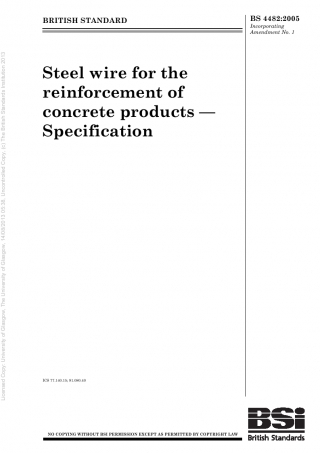 BRITISH STANDARD
BS 4482:2005
Incorporating
Amendment No. 1
Steel wire for the
reinforcement of
concrete products —
Specification
Licensed Copy: University of Glasgow, The University of Glasgow, 14/09/2013 05:38, Uncontrolled Copy, (c) The British Standards Institution 2013
ICS 77.140.15; 91.080.40
NO COPYING WITHOUT BSI PERMISSION EXCEPT AS PERMITTED BY COPYRIGHT LAW
BSi
British Standards